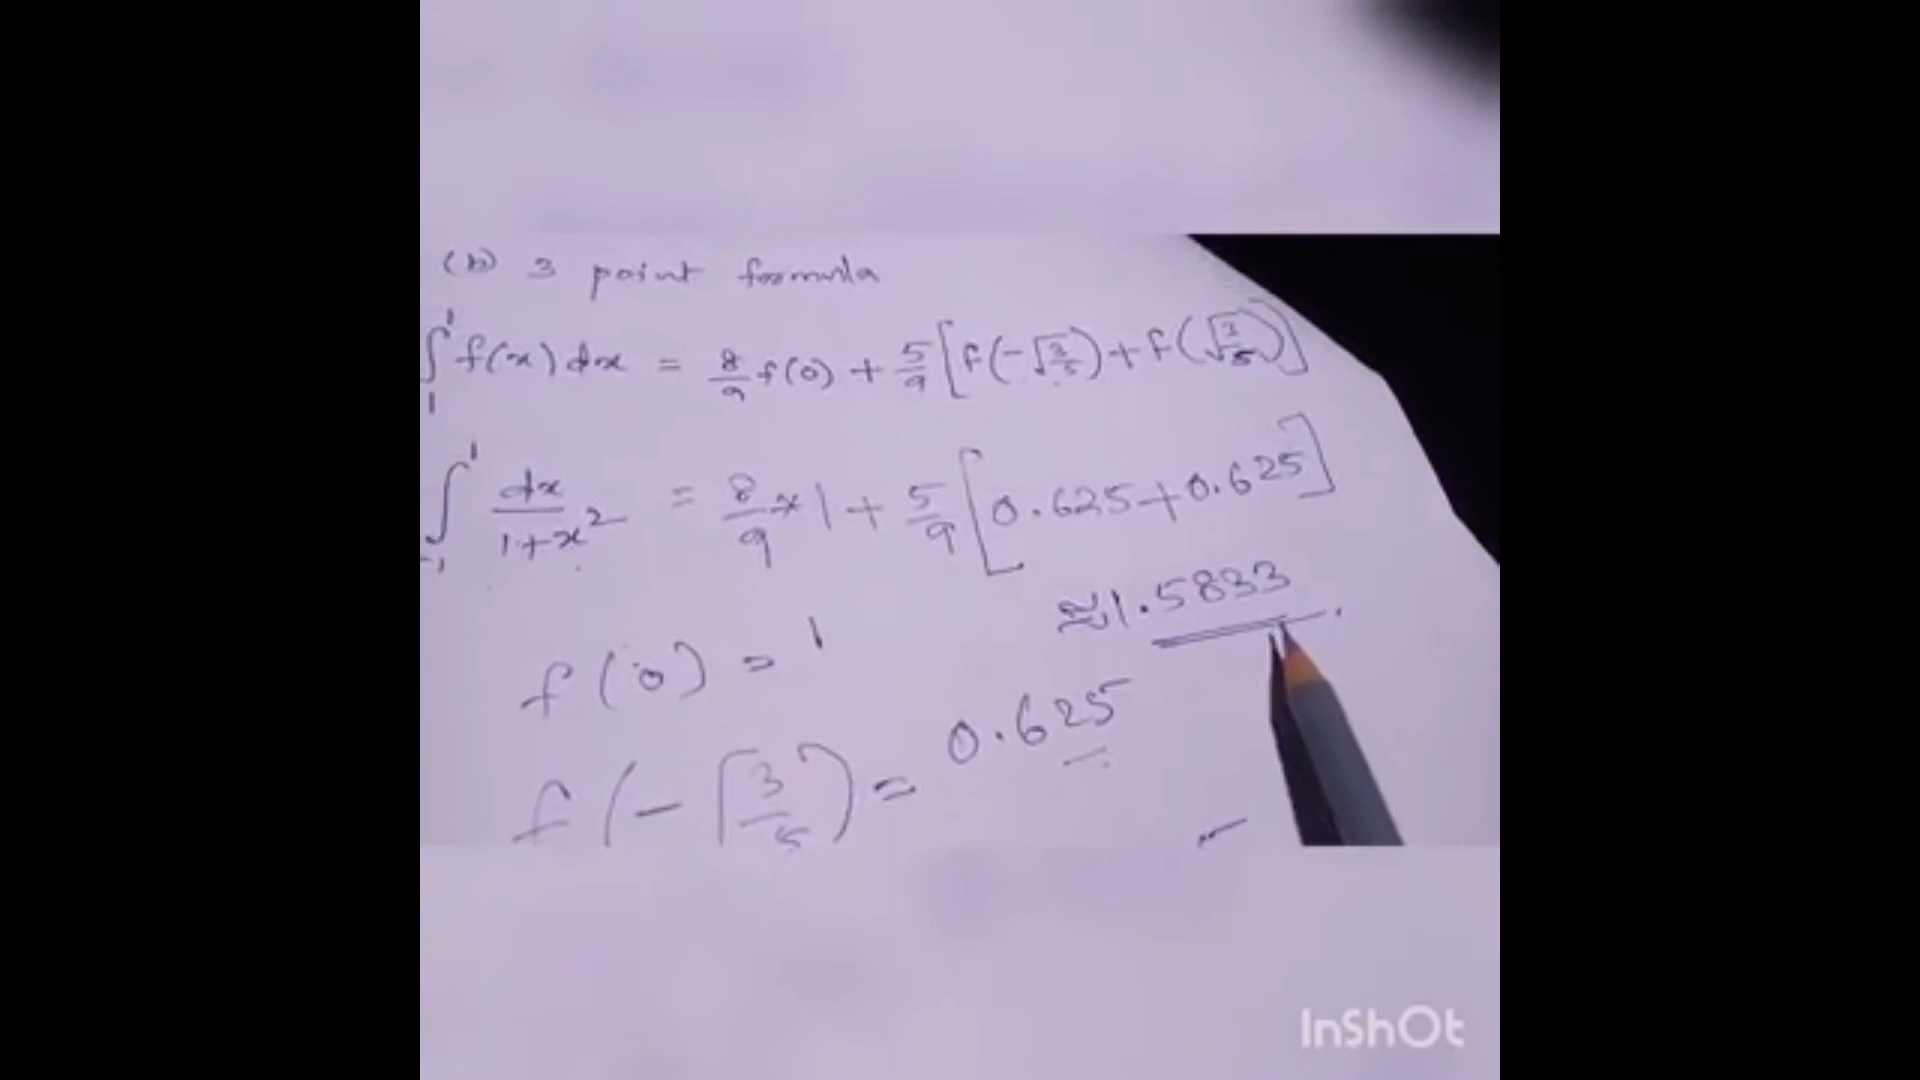 (b) 3 point formula
∫₁¹ f(x) dx = 8/9 f(0) + 5/9 [f(-√3/5) + f(√3/5)]
∫₋₁¹ dx/1+x² = 8/9 × 1 + 5/9 [0.625+0.625]
≈1.5833
f(0) = 1
f(-√3/5) = 0.625
InShOt